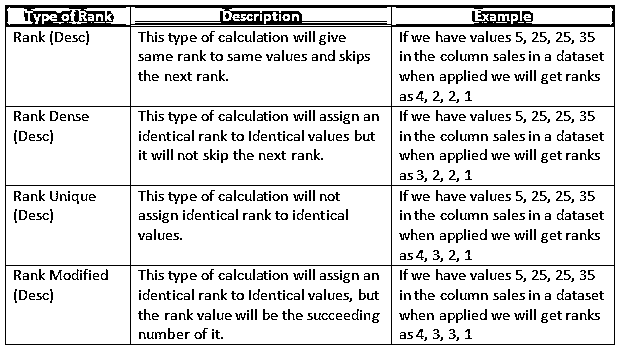 Type of Rank Description Example
Rank (Desc)
This type of calculation will give
same rank to same values and skips
the next rank.
If we have values 5, 25, 25, 35
in the column sales in a dataset
when applied we will get ranks
as 4, 2, 2, 1
Rank Dense
(Desc)
This type of calculation will assign an
identical rank to Identical values but
it will not skip the next rank.
If we have values 5, 25, 25, 35
in the column sales in a dataset
when applied we will get ranks
as 3, 2, 2, 1
Rank Unique
(Desc)
This type of calculation will not
assign identical rank to identical
values.
If we have values 5, 25, 25, 35
in the column sales in a dataset
when applied we will get ranks
as 4, 3, 2, 1
Rank Modified
(Desc)
This type of calculation will assign an
identical rank to Identical values, but
the rank value will be the succeeding
number of it.
If we have values 5, 25, 25, 35
in the column sales in a dataset
when applied we will get ranks
as 4, 3, 3, 1